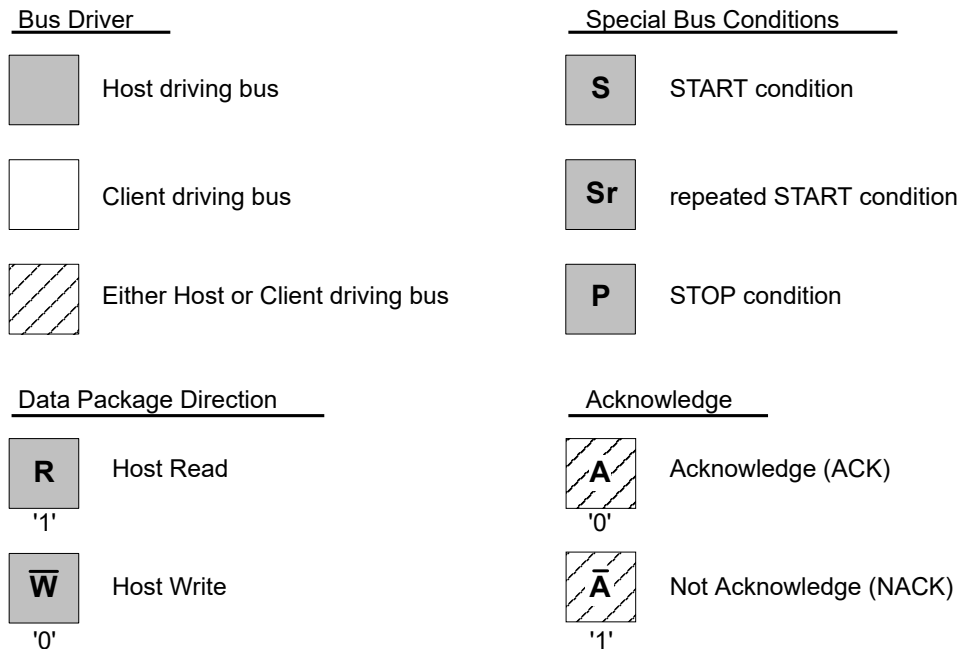 Bus Driver
Host driving bus
Client driving bus
Either Host or Client driving bus
Special Bus Conditions
S START condition
Sr repeated START condition
P STOP condition
Data Package Direction
R Host Read
'1'
W̅ Host Write
'0'
Acknowledge
A Acknowledge (ACK)
'0'
A̅ Not Acknowledge (NACK)
'1'